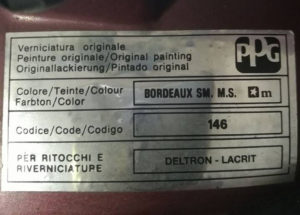 Verniciatura originale
Peinture originale/Original painting
Originallackierung/Pintado original
PPG
Colore/Teinte/Colour
Farbton/Color
BORDEAUX SM. M.S. m
Codice/Code/Codigo
146
PER RITOCCHI E
RIVERNICIATURE
DELTRON - LACRIT